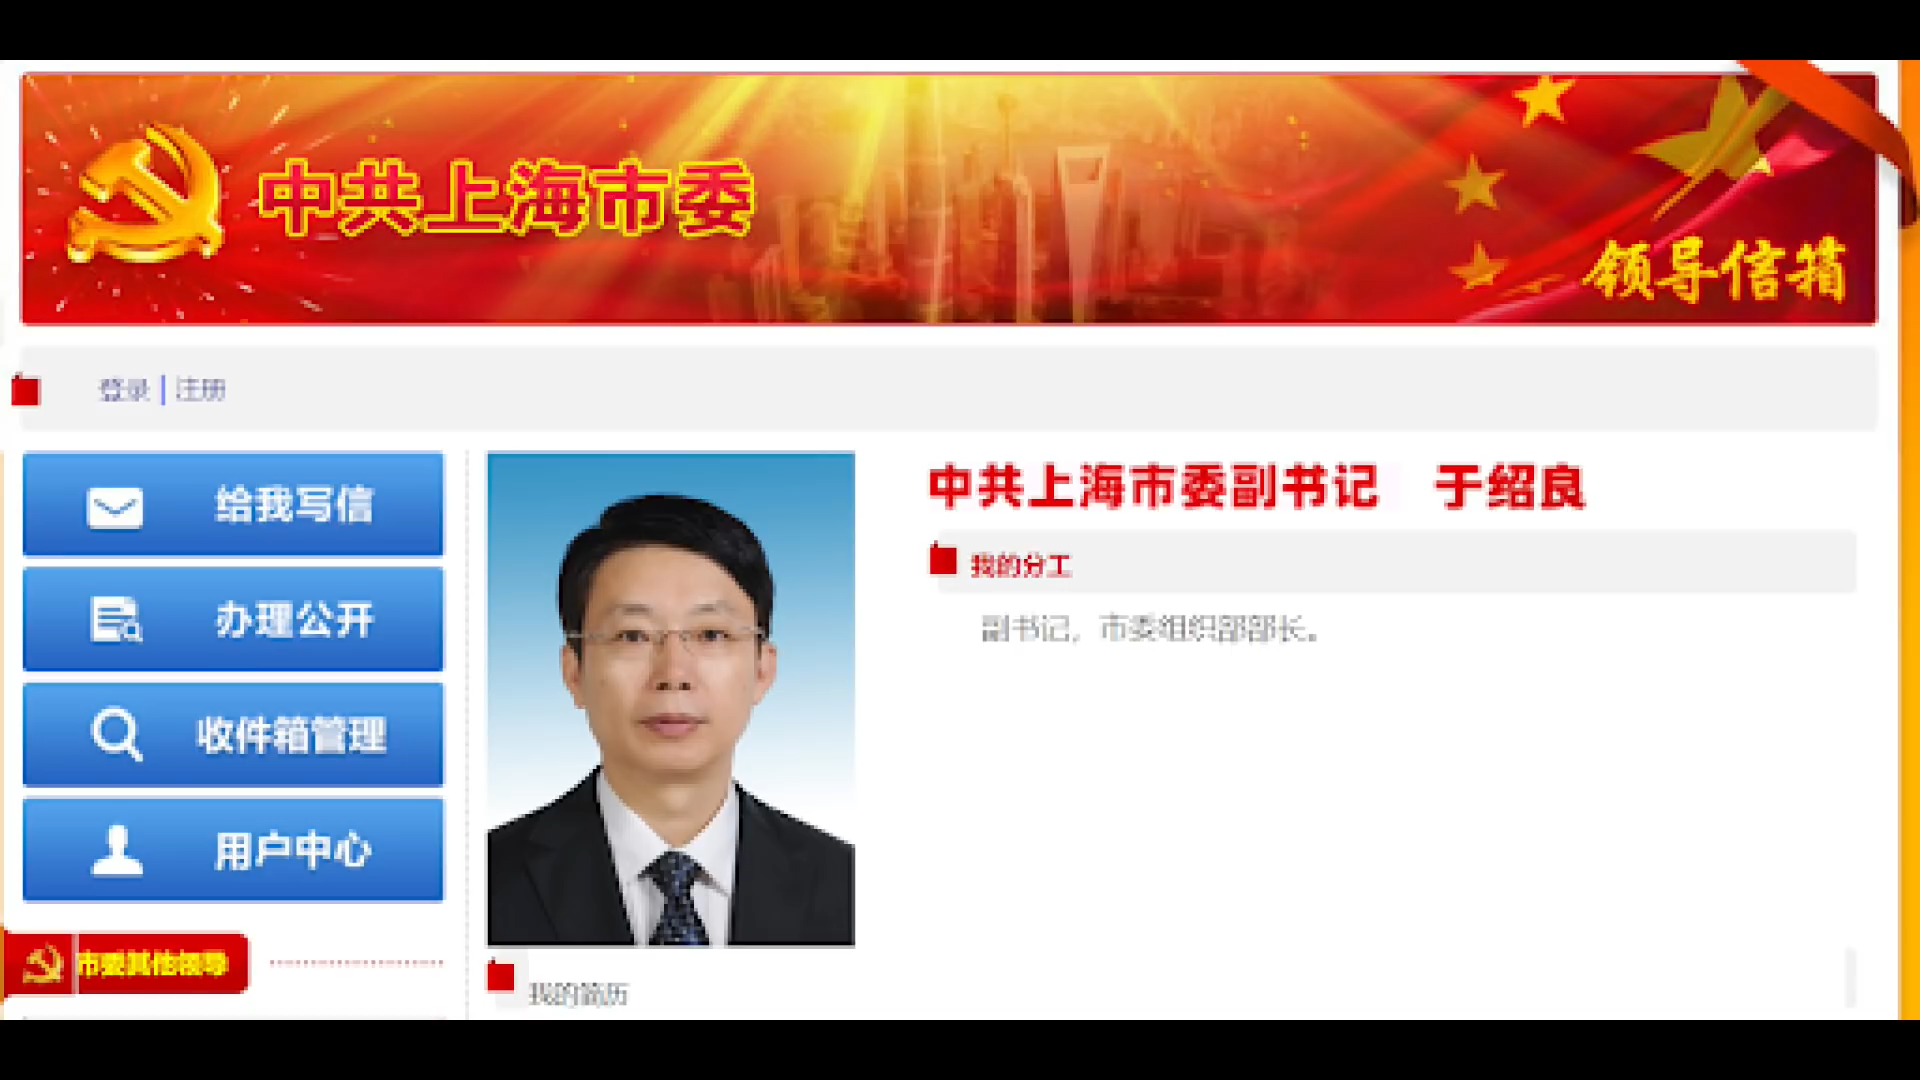 中共上海市委
领导信箱
登录 | 注册
给我写信
办理公开
收件箱管理
用户中心
市委其他领导
中共上海市委副书记 于绍良
我的分工
副书记，市委组织部部长。
我的简历